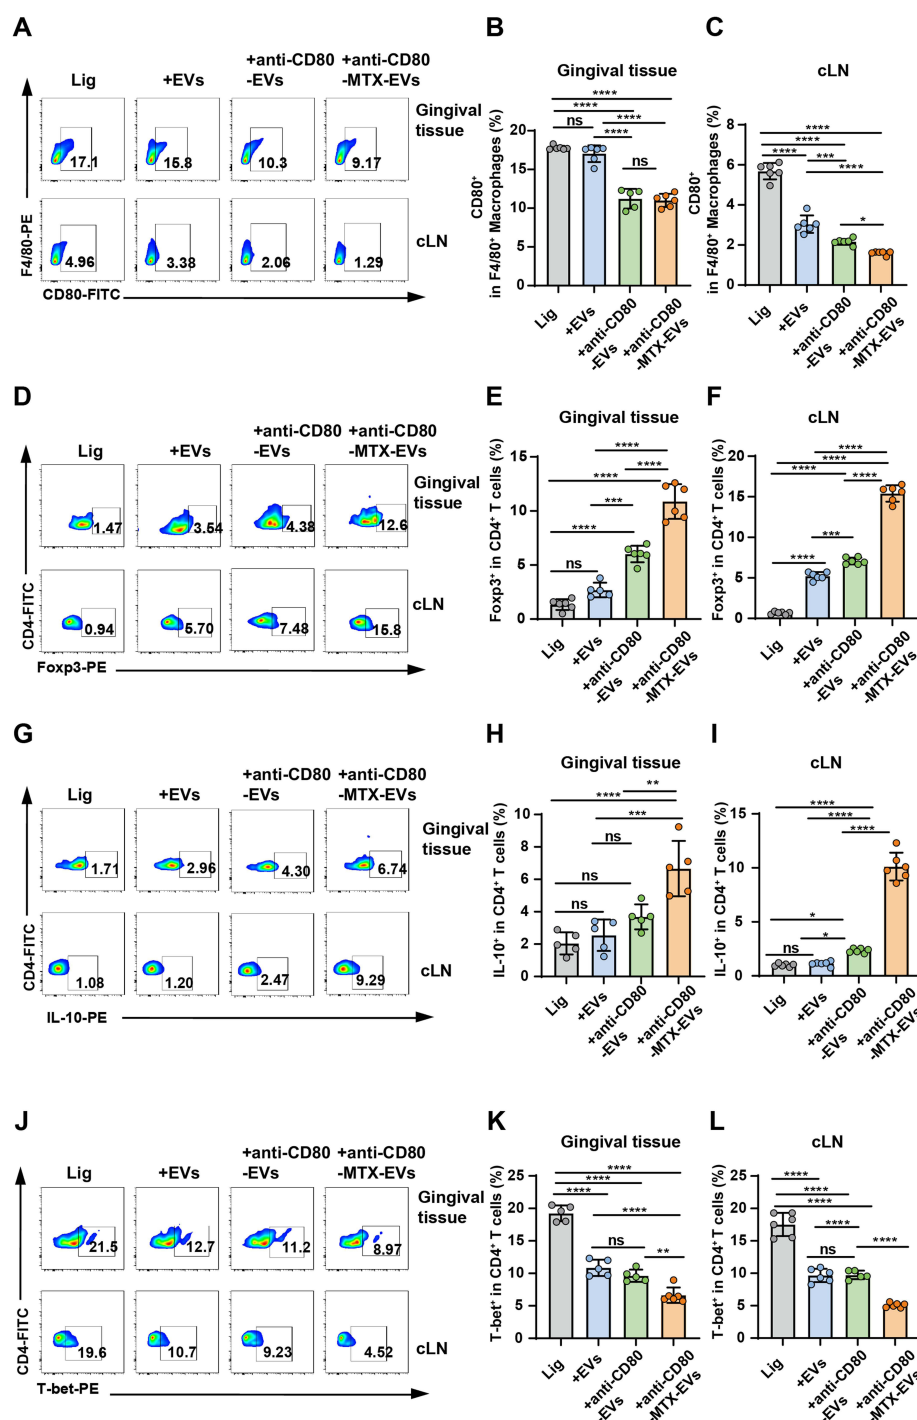 A
Lig
+EVs
+anti-CD80
-EVs
+anti-CD80
-MTX-EVs
Gingival
tissue
17.1
15.8
10.3
9.17
cLN
4.96
3.38
2.06
1.29
F4/80-PE
CD80-FITC
B
Gingival tissue
****
****
****
ns
****
ns
CD80⁺
in F4/80⁺ Macrophages (%)
20
15
10
5
0
Lig
+EVs
+anti-CD80
-EVs
+anti-CD80
-MTX-EVs
C
cLN
****
****
****
***
****
*
CD80⁺
in F4/80⁺ Macrophages (%)
8
6
4
2
0
Lig
+EVs
+anti-CD80
-EVs
+anti-CD80
-MTX-EVs
D
Lig
+EVs
+anti-CD80
-EVs
+anti-CD80
-MTX-EVs
Gingival
tissue
1.47
3.54
4.38
12.6
cLN
0.94
5.70
7.48
15.8
CD4-FITC
Foxp3-PE
E
Gingival tissue
****
****
****
***
****
ns
Foxp3⁺ in CD4⁺ T cells (%)
15
10
5
0
Lig
+EVs
+anti-CD80
-EVs
+anti-CD80
-MTX-EVs
F
cLN
****
****
****
****
***
****
Foxp3⁺ in CD4⁺ T cells (%)
20
15
10
5
0
Lig
+EVs
+anti-CD80
-EVs
+anti-CD80
-MTX-EVs
G
Lig
+EVs
+anti-CD80
-EVs
+anti-CD80
-MTX-EVs
Gingival
tissue
1.71
2.96
4.30
6.74
cLN
1.08
1.20
2.47
9.29
CD4-FITC
IL-10-PE
H
Gingival tissue
**
****
***
ns
ns
ns
IL-10⁺ in CD4⁺ T cells (%)
10
8
6
4
2
0
Lig
+EVs
+anti-CD80
-EVs
+anti-CD80
-MTX-EVs
I
cLN
****
****
****
*
*
ns
IL-10⁺ in CD4⁺ T cells (%)
15
10
5
0
Lig
+EVs
+anti-CD80
-EVs
+anti-CD80
-MTX-EVs
J
Lig
+EVs
+anti-CD80
-EVs
+anti-CD80
-MTX-EVs
Gingival
tissue
21.5
12.7
11.2
8.97
cLN
19.6
10.7
9.23
4.52
CD4-FITC
T-bet-PE
K
Gingival tissue
****
****
****
****
ns
**
T-bet⁺ in CD4⁺ T cells (%)
25
20
15
10
5
0
Lig
+EVs
+anti-CD80
-EVs
+anti-CD80
-MTX-EVs
L
cLN
****
****
****
****
ns
****
T-bet⁺ in CD4⁺ T cells (%)
25
20
15
10
5
0
Lig
+EVs
+anti-CD80
-EVs
+anti-CD80
-MTX-EVs